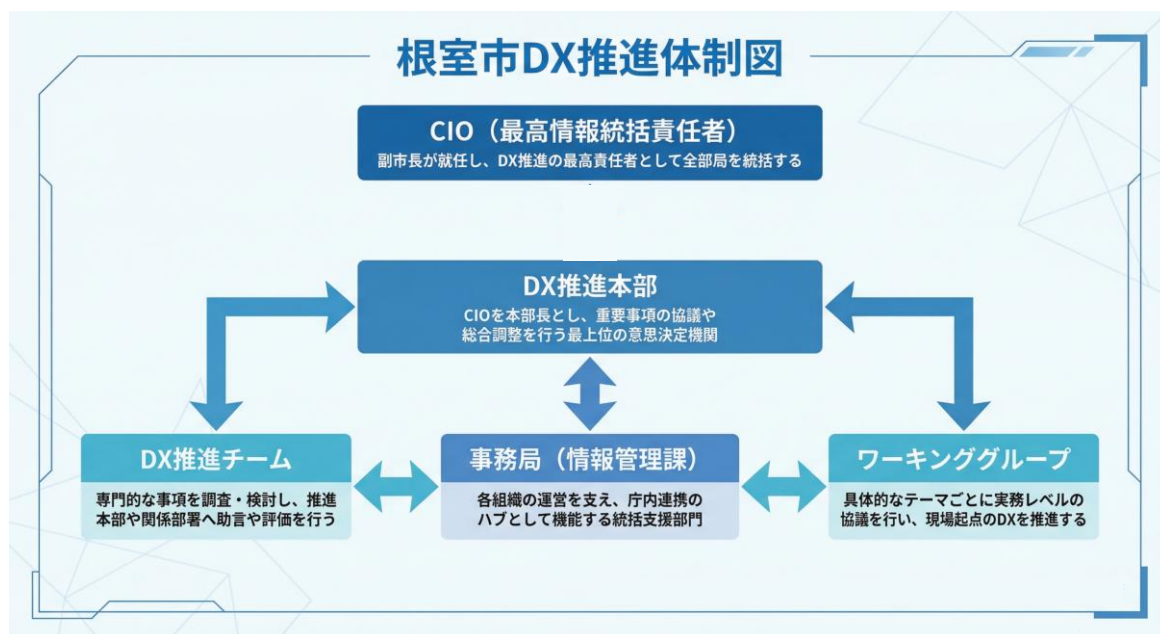 根室市DX推進体制図
CIO（最高情報統括責任者）
副市長が就任し、DX推進の最高責任者として全部局を統括する
DX推進本部
CIOを本部長とし、重要事項の協議や
総合調整を行う最上位の意思決定機関
DX推進チーム
専門的な事項を調査・検討し、推進
本部や関係部署へ助言や評価を行う
事務局（情報管理課）
各組織の運営を支え、庁内連携の
ハブとして機能する統括支援部門
ワーキンググループ
具体的なテーマごとに実務レベルの
協議を行い、現場起点のDXを推進する